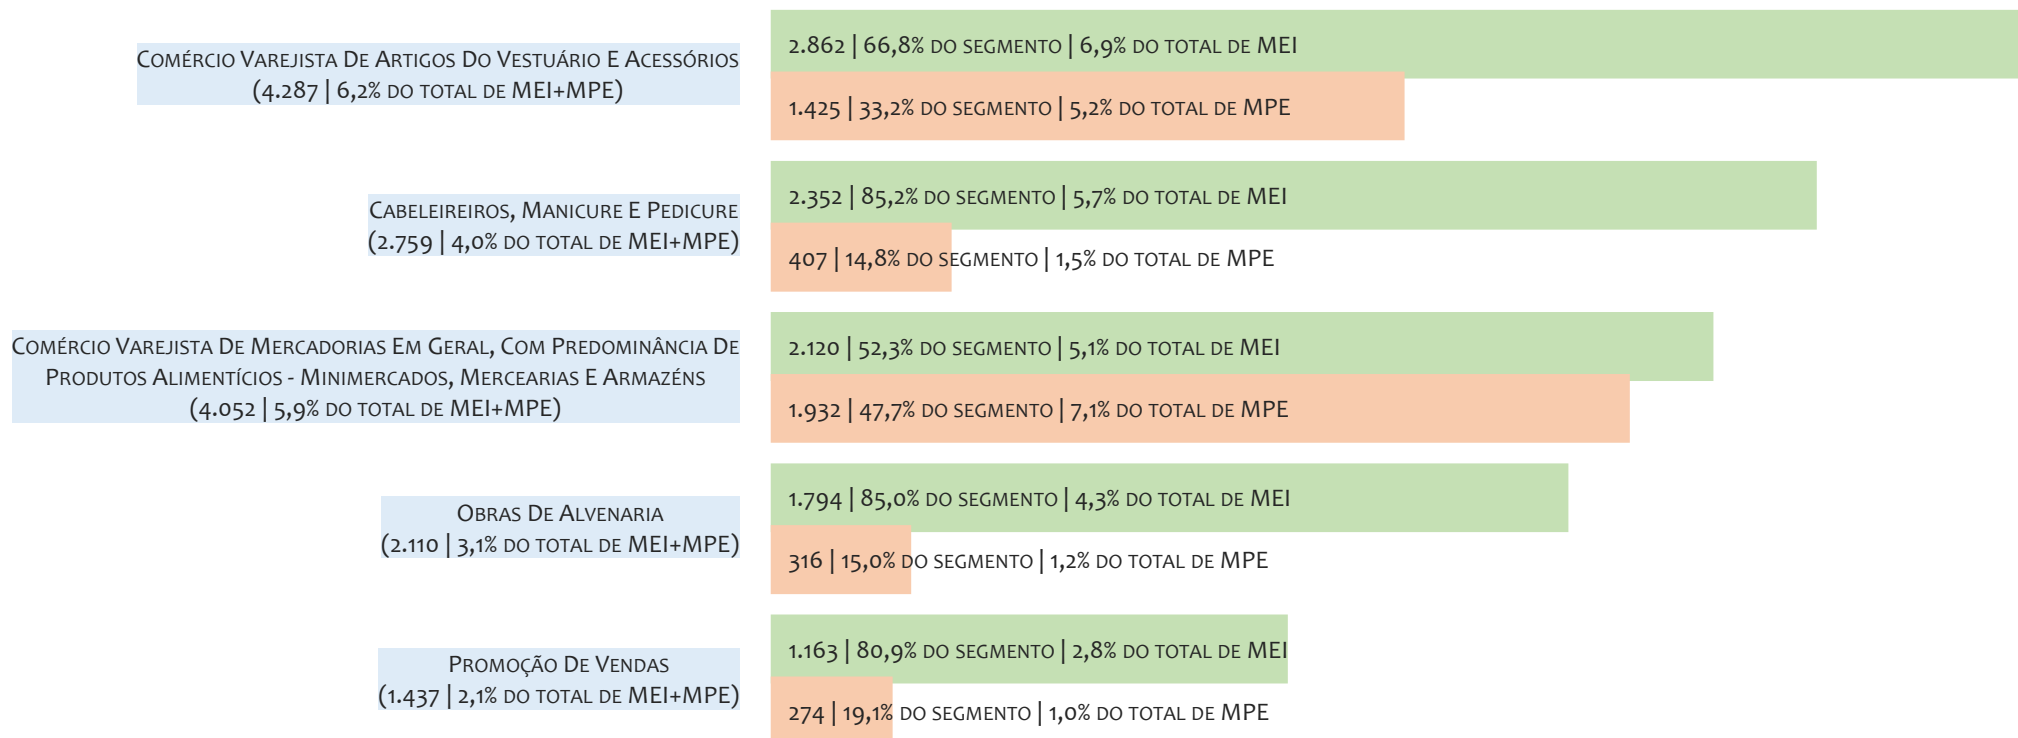 Comércio Varejista De Artigos Do Vestuário E Acessórios
(4.287 | 6,2% do total de MEI+MPE)
2.862 | 66,8% do segmento | 6,9% do total de MEI
1.425 | 33,2% do segmento | 5,2% do total de MPE
Cabeleireiros, Manicure E Pedicure
(2.759 | 4,0% do total de MEI+MPE)
2.352 | 85,2% do segmento | 5,7% do total de MEI
407 | 14,8% do segmento | 1,5% do total de MPE
Comércio Varejista De Mercadorias Em Geral, Com Predominância De
Produtos Alimentícios - Minimercados, Mercearias E Armazéns
(4.052 | 5,9% do total de MEI+MPE)
2.120 | 52,3% do segmento | 5,1% do total de MEI
1.932 | 47,7% do segmento | 7,1% do total de MPE
Obras De Alvenaria
(2.110 | 3,1% do total de MEI+MPE)
1.794 | 85,0% do segmento | 4,3% do total de MEI
316 | 15,0% do segmento | 1,2% do total de MPE
Promoção De Vendas
(1.437 | 2,1% do total de MEI+MPE)
1.163 | 80,9% do segmento | 2,8% do total de MEI
274 | 19,1% do segmento | 1,0% do total de MPE